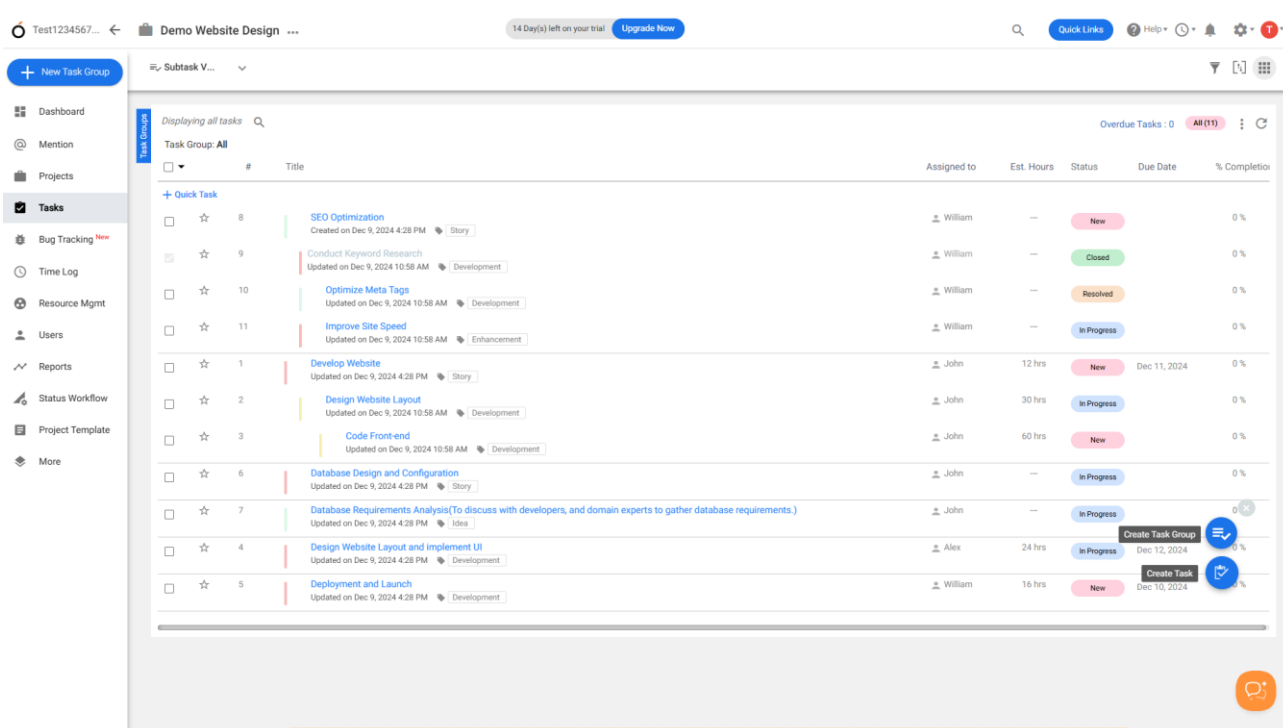 Test1234567... Demo Website Design ... 14 Day(s) left on your trial Upgrade Now Quick Links Help T
New Task Group
Subtask V...
Dashboard
Mention
Projects
Tasks
Bug Tracking New
Time Log
Resource Mgmt
Users
Reports
Status Workflow
Project Template
More
Task Groups
Displaying all tasks
Overdue Tasks : 0 All (11)
Task Group: All
# Title Assigned to Est. Hours Status Due Date % Completion
+ Quick Task
8 SEO Optimization William --- New 0 %
Created on Dec 9, 2024 4:28 PM Story
9 Conduct Keyword Research William --- Closed 0 %
Updated on Dec 9, 2024 10:58 AM Development
10 Optimize Meta Tags William --- Resolved 0 %
Updated on Dec 9, 2024 10:58 AM Development
11 Improve Site Speed William --- In Progress 0 %
Updated on Dec 9, 2024 10:58 AM Enhancement
1 Develop Website John 12 hrs New Dec 11, 2024 0 %
Updated on Dec 9, 2024 4:28 PM Story
2 Design Website Layout John 30 hrs In Progress 0 %
Updated on Dec 9, 2024 10:58 AM Development
3 Code Front-end John 60 hrs New 0 %
Updated on Dec 9, 2024 10:58 AM Development
6 Database Design and Configuration John --- In Progress 0 %
Updated on Dec 9, 2024 4:28 PM Story
7 Database Requirements Analysis(To discuss with developers, and domain experts to gather database requirements.) John --- In Progress 0
Updated on Dec 9, 2024 4:28 PM Idea
Create Task Group
4 Design Website Layout and implement UI Alex 24 hrs In Progress Dec 12, 2024 %
Updated on Dec 9, 2024 4:28 PM Development
Create Task
5 Deployment and Launch William 16 hrs New Dec 10, 2024 %
Updated on Dec 9, 2024 4:28 PM Development